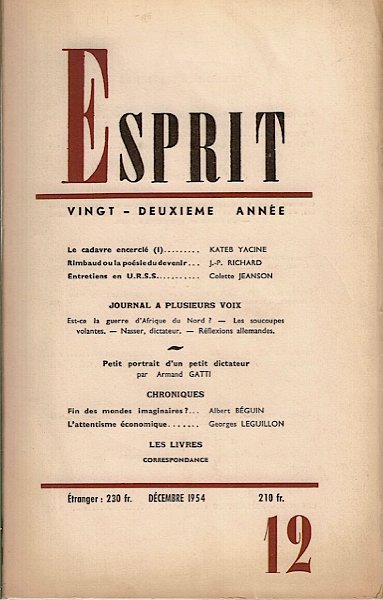 ESPRIT
VINGT - DEUXIEME ANNÉE
Le cadavre encerclé (I)......... KATEB YACINE
Rimbaud ou la poésie du devenir... J.-P. RICHARD
Entretiens en U.R.S.S........... Colette JEANSON
JOURNAL A PLUSIEURS VOIX
Est-ce la guerre d'Afrique du Nord ? — Les soucoupes
volantes. — Nasser, dictateur. — Réflexions allemandes.
Petit portrait d'un petit dictateur
par Armand GATTI
CHRONIQUES
Fin des mondes imaginaires ?... Albert BÉGUIN
L'attentisme économique....... Georges LEGUILLON
LES LIVRES
CORRESPONDANCE
Étranger : 230 fr. DÉCEMBRE 1954 210 fr.
12